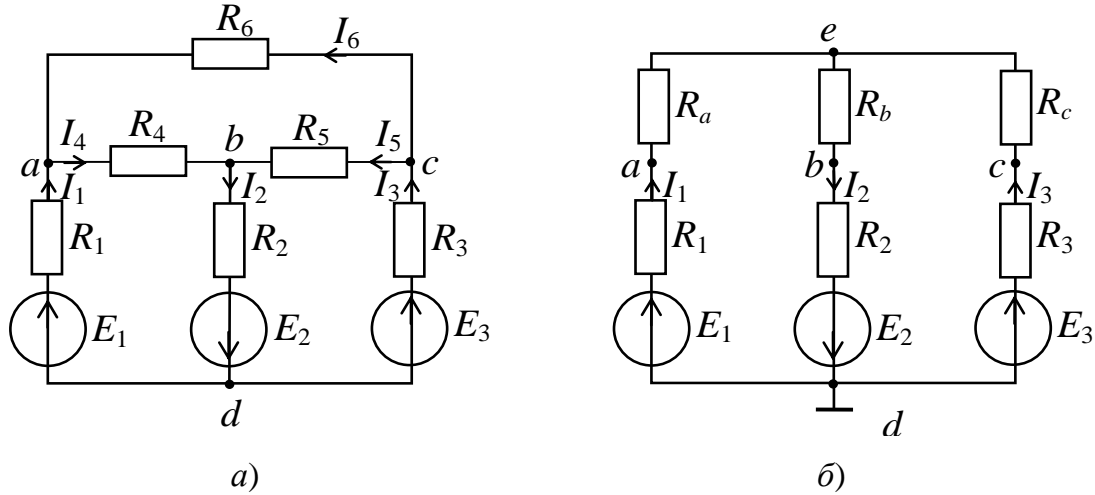 R6 I6 e
Ra Rb Rc
I4 R4 b R5 I5
a c a b c
I1 I2 I3 I1 I2 I3
R1 R2 R3 R1 R2 R3
E1 E2 E3 E1 E2 E3
d d
а) б)